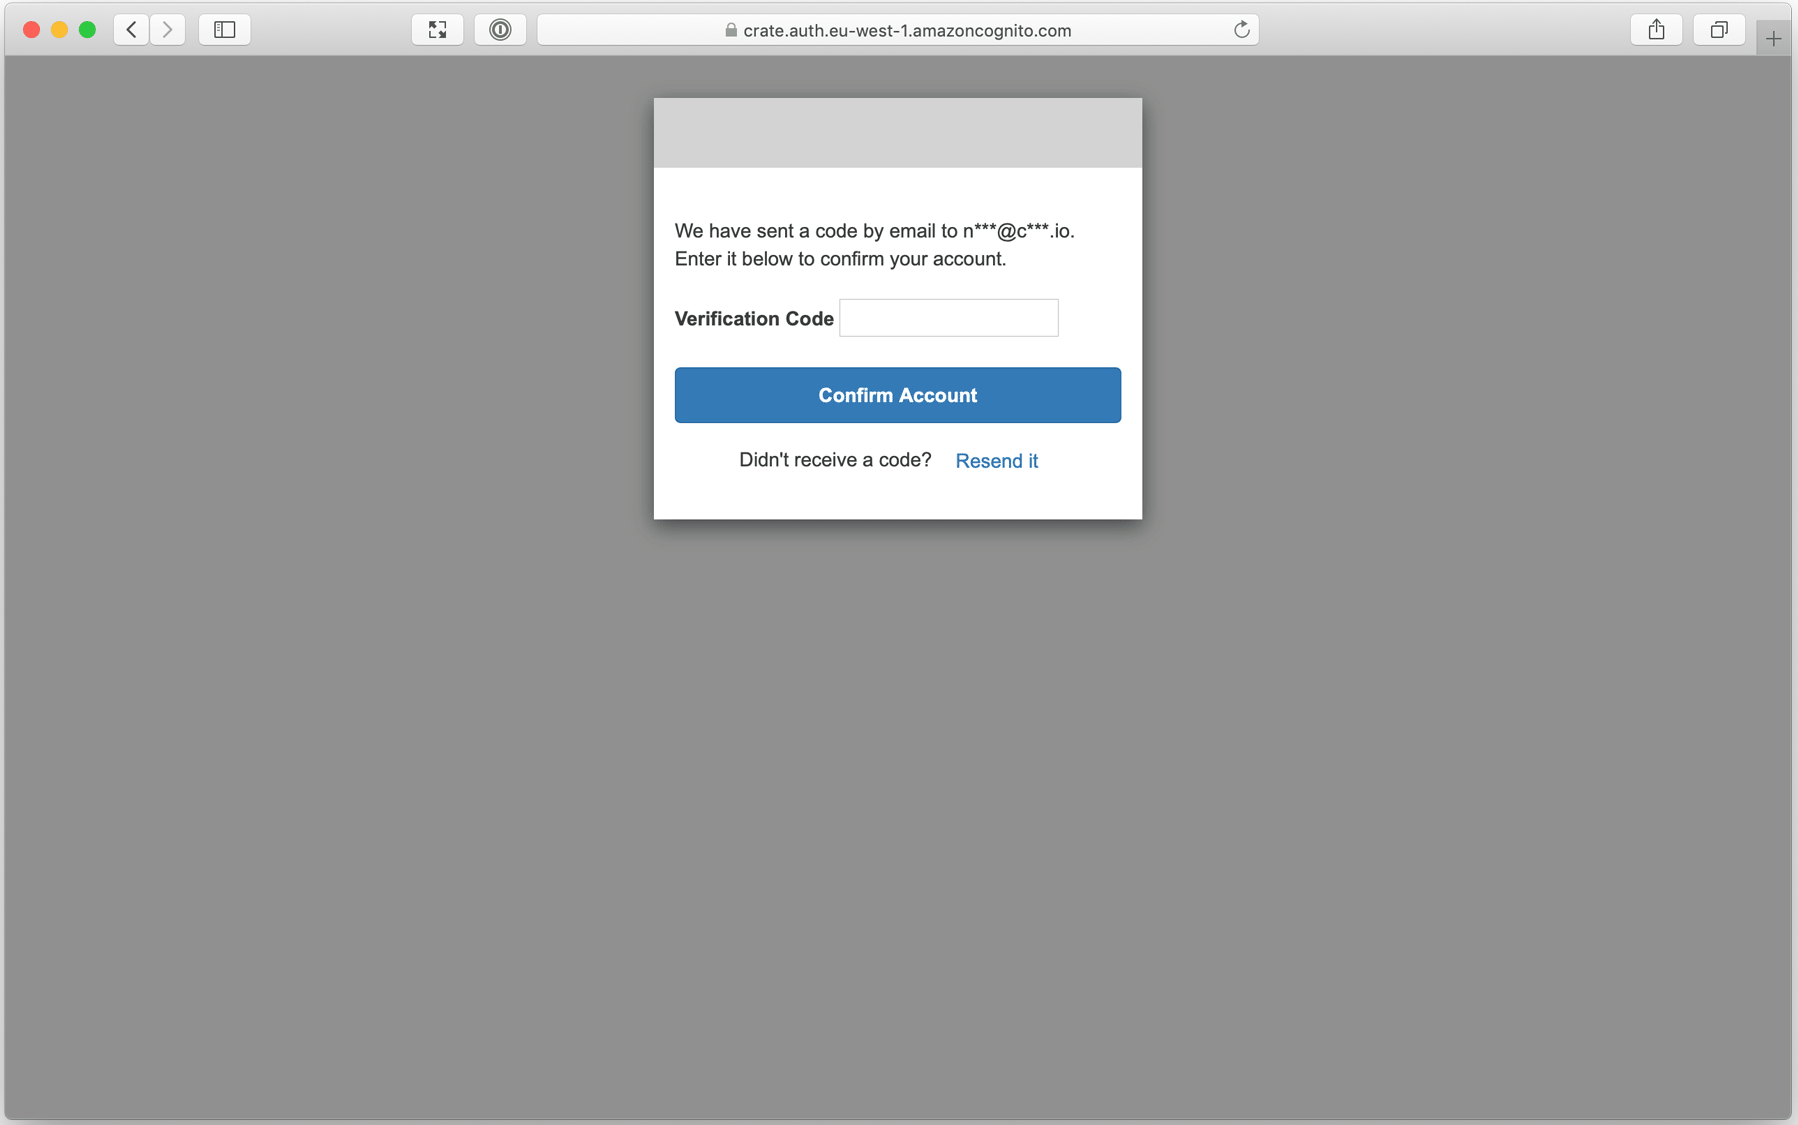 crate.auth.eu-west-1.amazoncognito.com
We have sent a code by email to n***@c***.io.
Enter it below to confirm your account.
Verification Code
Confirm Account
Didn't receive a code? Resend it